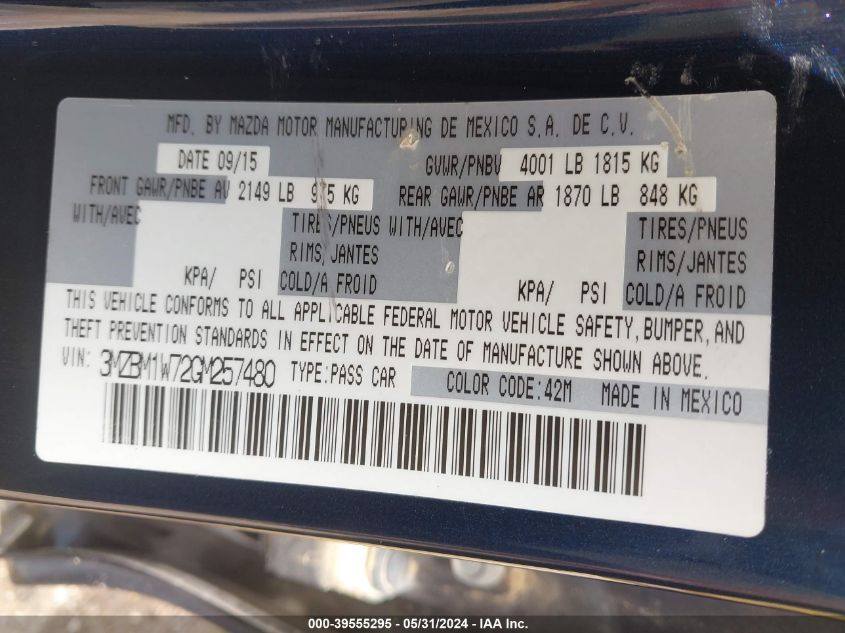 MFD. BY MAZDA MOTOR MANUFACTURING DE MEXICO S.A. DE C.V.
DATE 09/15 GVWR/PNBV 4001 LB 1815 KG
FRONT GAWR/PNBE AV 2149 LB 975 KG REAR GAWR/PNBE AR 1870 LB 848 KG
WITH/AVEC TIRES/PNEUS WITH/AVEC TIRES/PNEUS
RIMS/JANTES RIMS/JANTES
KPA/ PSI COLD/A FROID KPA/ PSI COLD/A FROID
THIS VEHICLE CONFORMS TO ALL APPLICABLE FEDERAL MOTOR VEHICLE SAFETY, BUMPER, AND
THEFT PREVENTION STANDARDS IN EFFECT ON THE DATE OF MANUFACTURE SHOWN ABOVE.
VIN: 3MZBM1W72GM257480 TYPE:PASS CAR COLOR CODE:42M MADE IN MEXICO
000-39555295 - 05/31/2024 - IAA Inc.